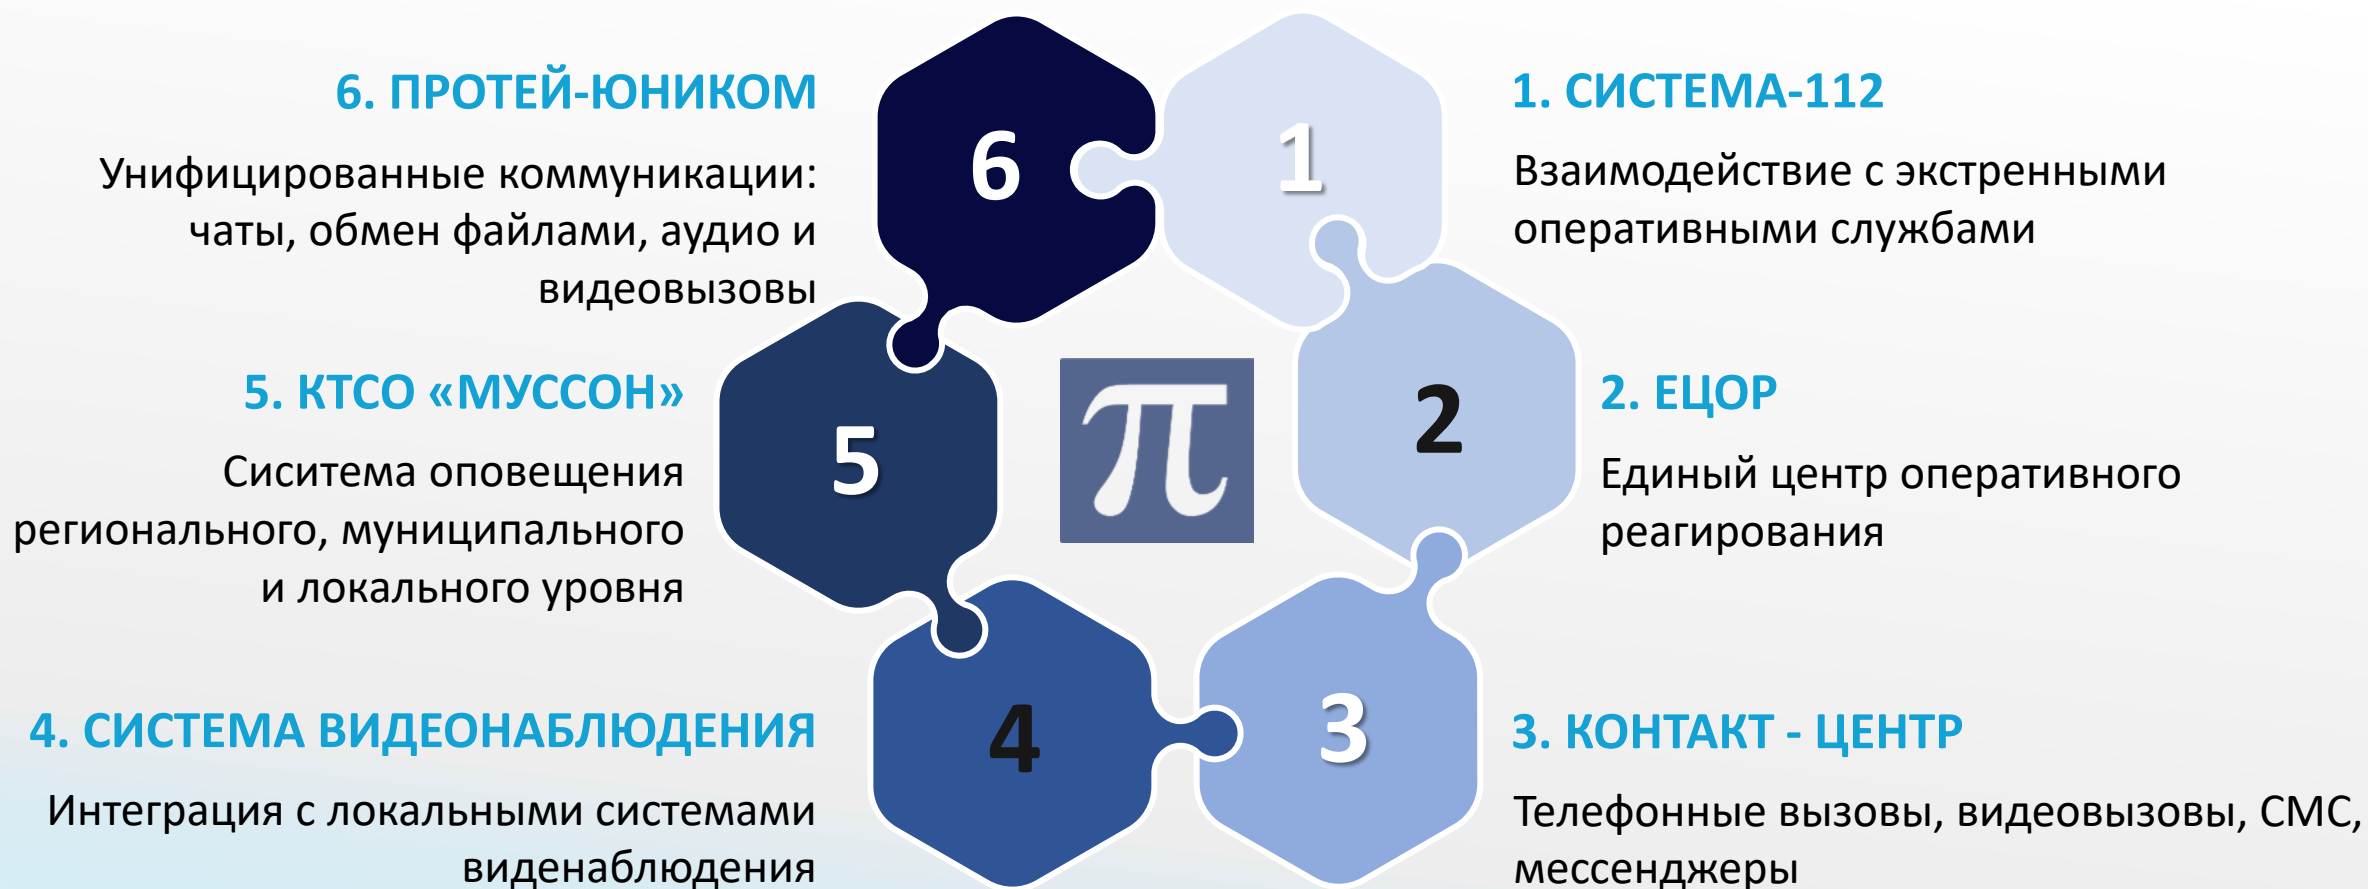 6. ПРОТЕЙ-ЮНИКОМ
Унифицированные коммуникации:
чаты, обмен файлами, аудио и
видеовызовы
5. КТСО «МУССОН»
Сиситема оповещения
регионального, муниципального
и локального уровня
4. СИСТЕМА ВИДЕОНАБЛЮДЕНИЯ
Интеграция с локальными системами
виденаблюдения
6
1
5
π
2
4
3
1. СИСТЕМА-112
Взаимодействие с экстренными
оперативными службами
2. ЕЦОР
Единый центр оперативного
реагирования
3. КОНТАКТ - ЦЕНТР
Телефонные вызовы, видеовызовы, СМС,
мессенджеры